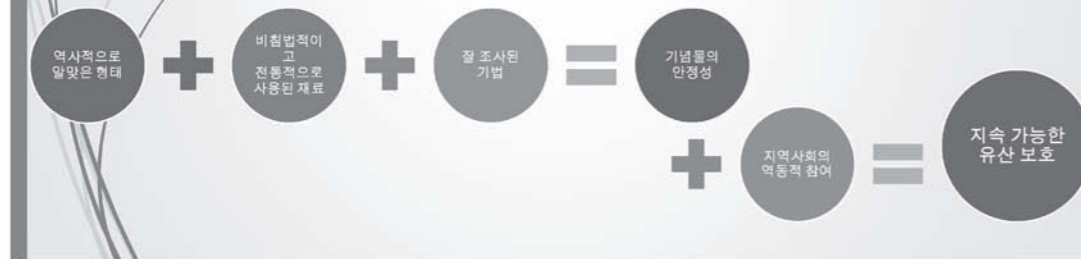 역사적으로
알맞은 형태
비침법적이
고
전통적으로
사용된 재료
잘 조사된
기법
기념물의
안정성
지역사회의
역동적 참여
지속 가능한
유산 보호